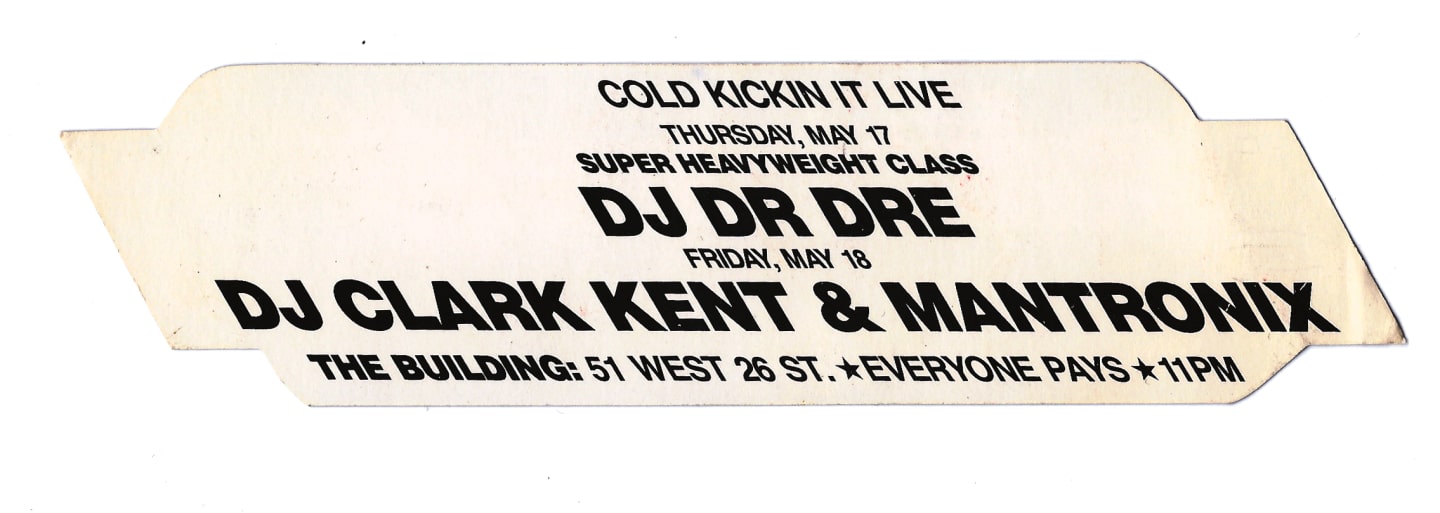 COLD KICKIN IT LIVE
THURSDAY, MAY 17
SUPER HEAVYWEIGHT CLASS
DJ DR DRE
FRIDAY, MAY 18
DJ CLARK KENT & MANTRONIX
THE BUILDING: 51 WEST 26 ST. ★ EVERYONE PAYS ★ 11PM